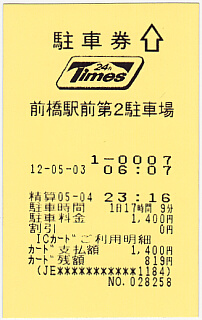 駐車券
24h
Times
前橋駅前第2駐車場
1-0007
12-05-03 06:07
精算05-04 23:16
駐車時間 1日17時間 9分
駐車料金 1,400円
割引 0円
ICカードご利用明細
カード支払額 1,400円
カード残額 819円
(JE***********1184)
NO.028258